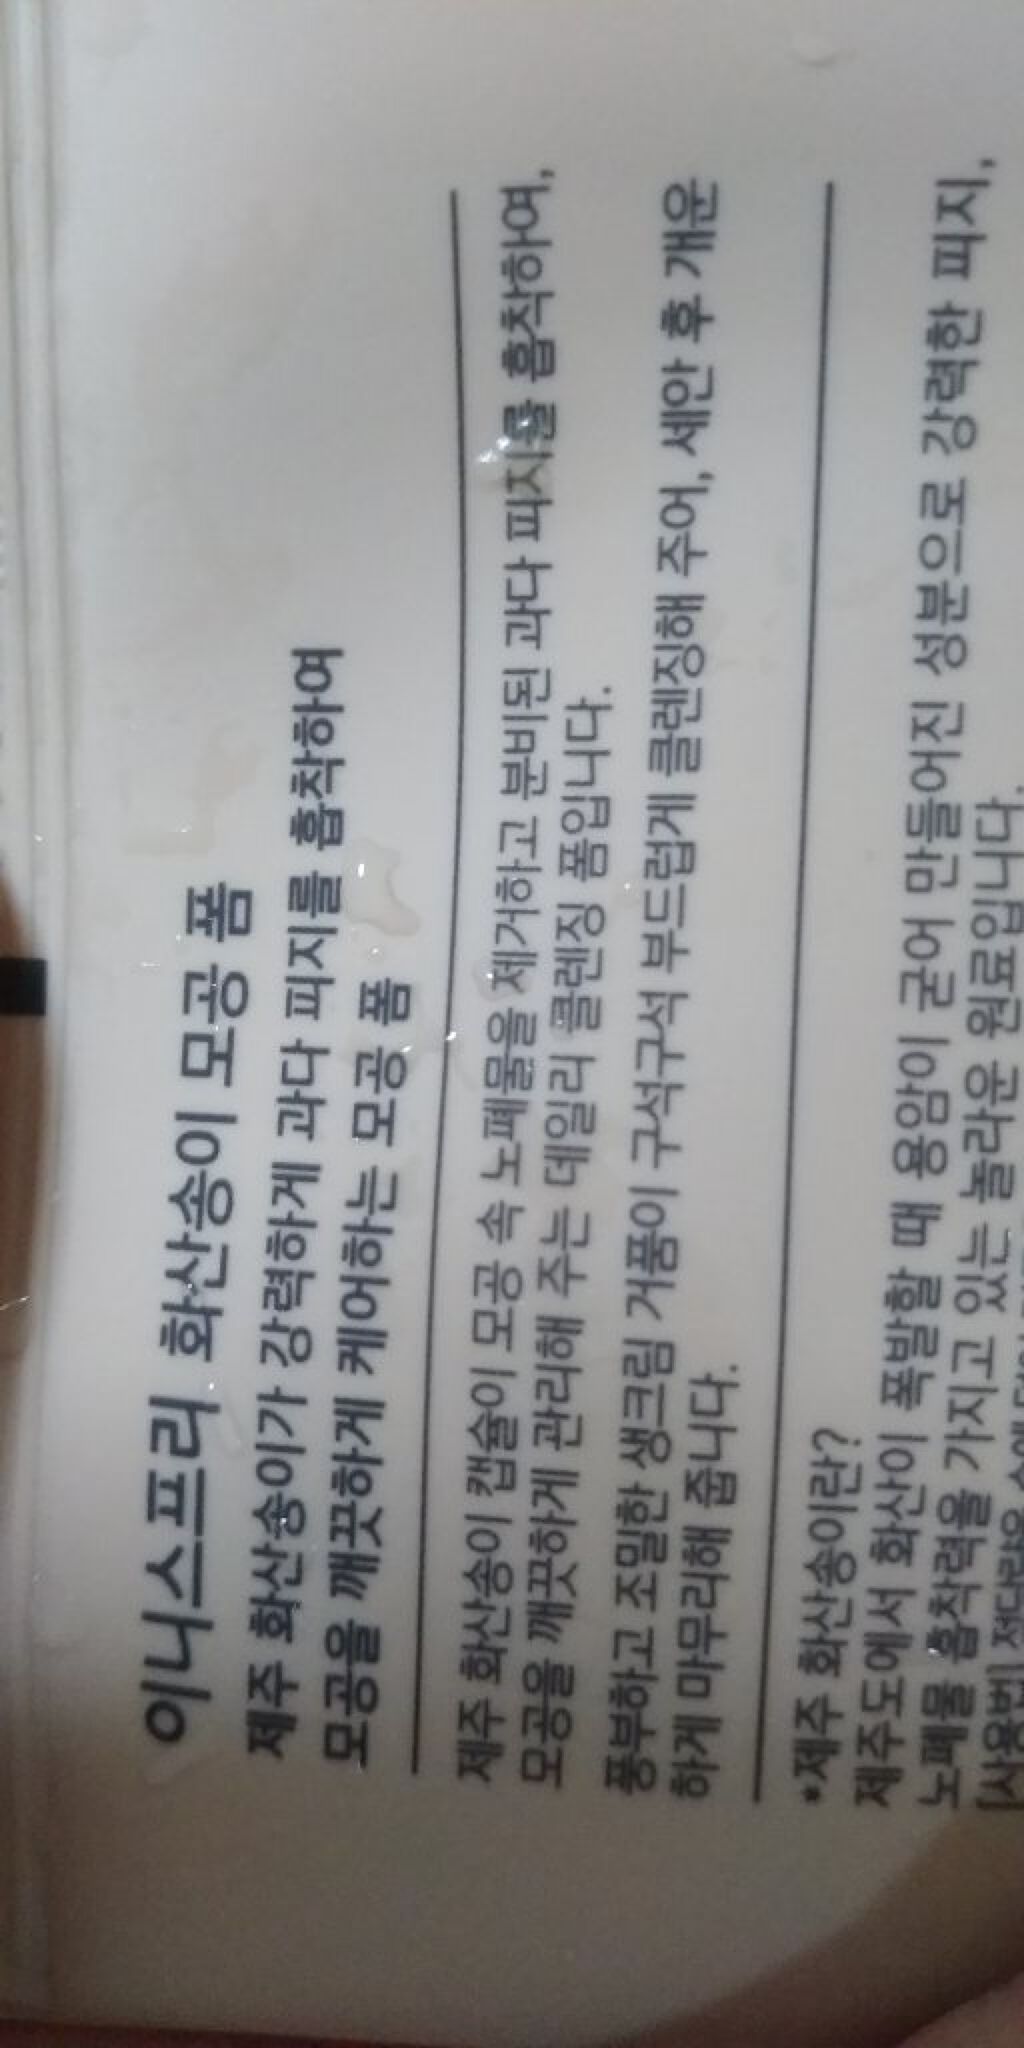 이니스프리 화산송이 모공 폼
제주 화산송이가 강력하게 과다 피지를 흡착하여
모공을 깨끗하게 케어하는 모공 폼
제주 화산송이 캡슐이 모공 속 노폐물을 제거하고 분비된 과다 피지를 흡착하여,
모공을 깨끗하게 관리해 주는 데일리 클렌징 폼입니다.
풍부하고 조밀한 생크림 거품이 구석구석 부드럽게 클렌징해 주어, 세안 후 개운
하게 마무리해 줍니다.
*제주 화산송이란?
제주도에서 화산이 폭발할 때 용암이 굳어 만들어진 성분으로 강력한 피지,
노폐물 흡착력을 가지고 있는 놀라운 원료입니다.
[사용법] 적당량을